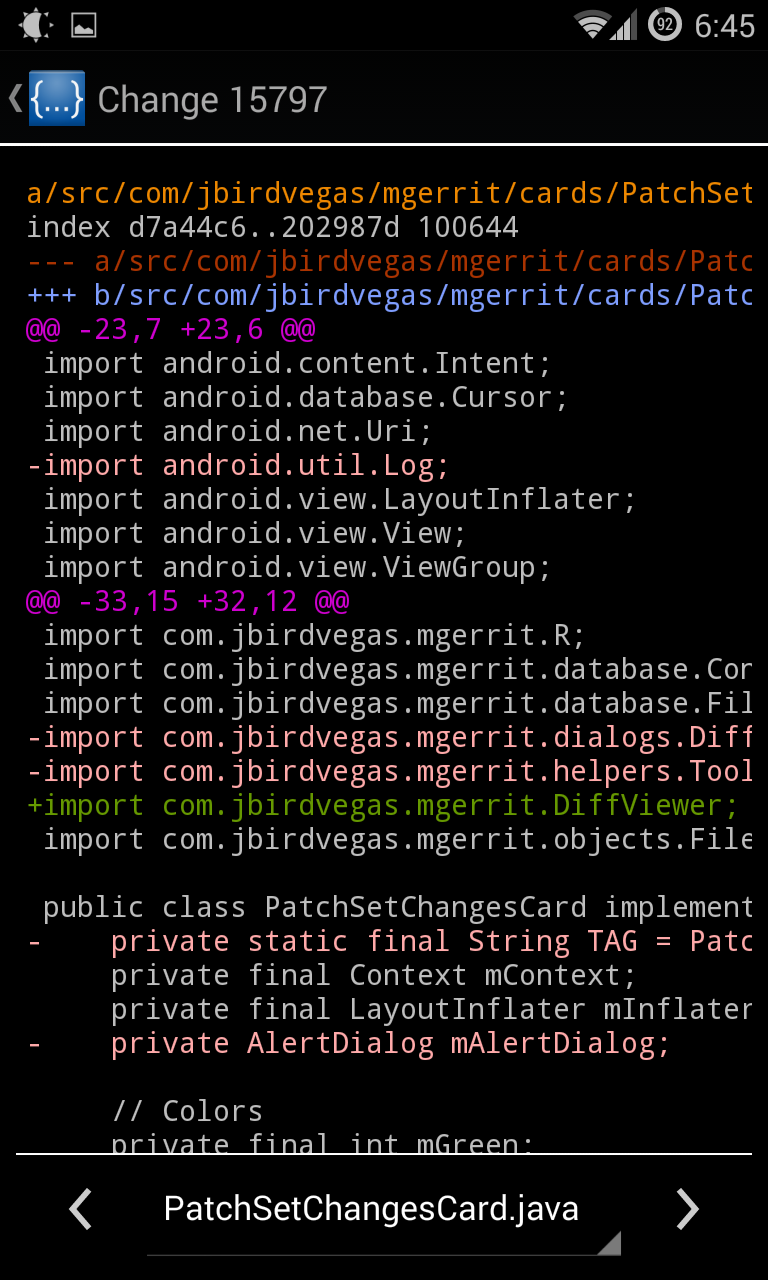 92 6:45
{...} Change 15797
a/src/com/jbirdvegas/mgerrit/cards/PatchSet
index d7a44c6..202987d 100644
--- a/src/com/jbirdvegas/mgerrit/cards/Patc
+++ b/src/com/jbirdvegas/mgerrit/cards/Patc
@@ -23,7 +23,6 @@
 import android.content.Intent;
 import android.database.Cursor;
 import android.net.Uri;
-import android.util.Log;
 import android.view.LayoutInflater;
 import android.view.View;
 import android.view.ViewGroup;
@@ -33,15 +32,12 @@
 import com.jbirdvegas.mgerrit.R;
 import com.jbirdvegas.mgerrit.database.Con
 import com.jbirdvegas.mgerrit.database.Fil
-import com.jbirdvegas.mgerrit.dialogs.Diff
-import com.jbirdvegas.mgerrit.helpers.Tool
+import com.jbirdvegas.mgerrit.DiffViewer;
 import com.jbirdvegas.mgerrit.objects.File
 public class PatchSetChangesCard implement
-    private static final String TAG = Patc
     private final Context mContext;
     private final LayoutInflater mInflater
-    private AlertDialog mAlertDialog;
     // Colors
     private final int mGreen;
PatchSetChangesCard.java